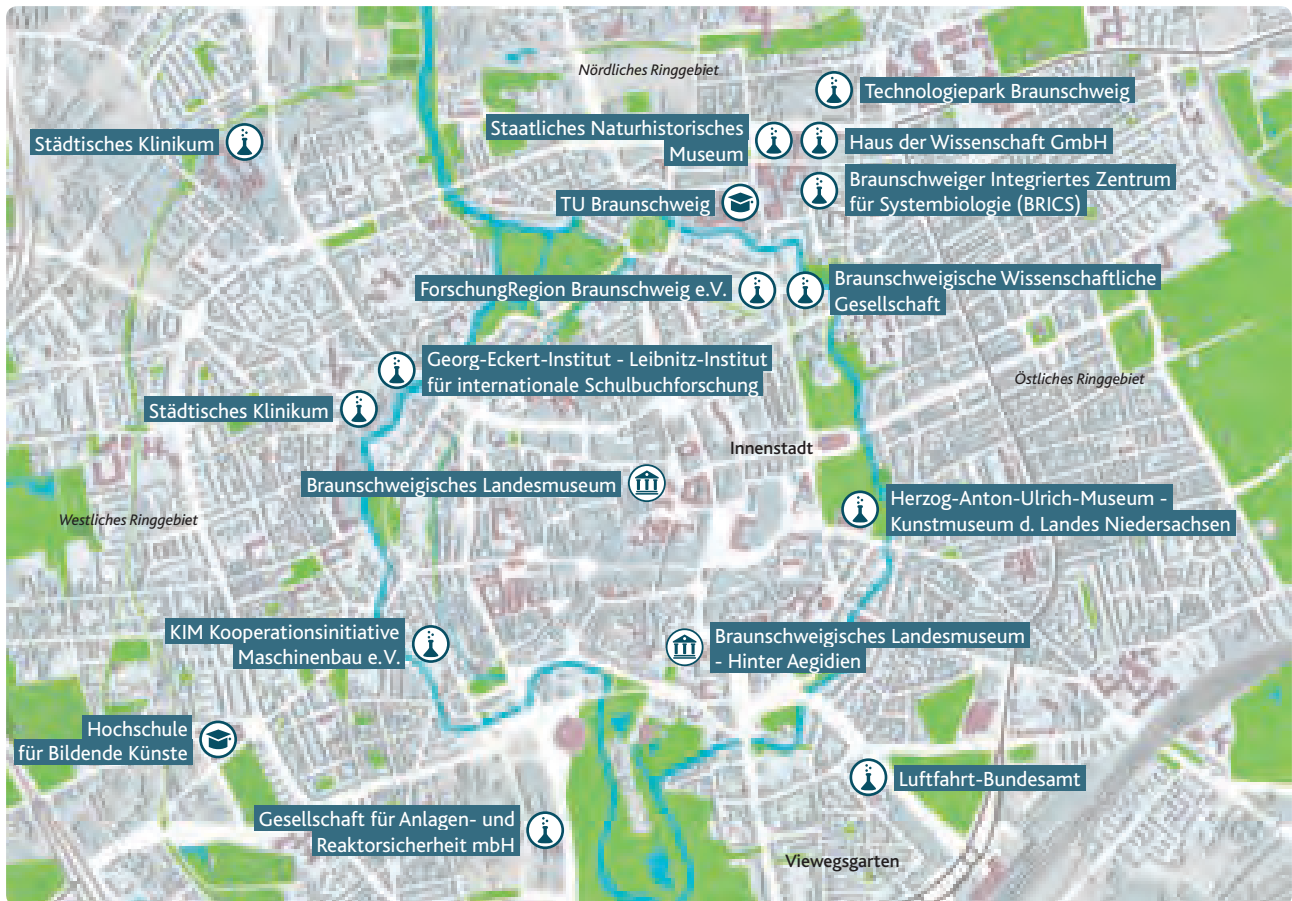 Nördliches Ringgebiet
Technologiepark Braunschweig
Städtisches Klinikum
Staatliches Naturhistorisches
Museum
Haus der Wissenschaft GmbH
Braunschweiger Integriertes Zentrum
für Systembiologie (BRICS)
TU Braunschweig
ForschungRegion Braunschweig e.V.
Braunschweigische Wissenschaftliche
Gesellschaft
Georg-Eckert-Institut - Leibnitz-Institut
für internationale Schulbuchforschung
Östliches Ringgebiet
Städtisches Klinikum
Innenstadt
Braunschweigisches Landesmuseum
Westliches Ringgebiet
Herzog-Anton-Ulrich-Museum -
Kunstmuseum d. Landes Niedersachsen
KIM Kooperationsinitiative
Maschinenbau e.V.
Braunschweigisches Landesmuseum
- Hinter Aegidien
Hochschule
für Bildende Künste
Luftfahrt-Bundesamt
Gesellschaft für Anlagen- und
Reaktorsicherheit mbH
Viewegsgarten